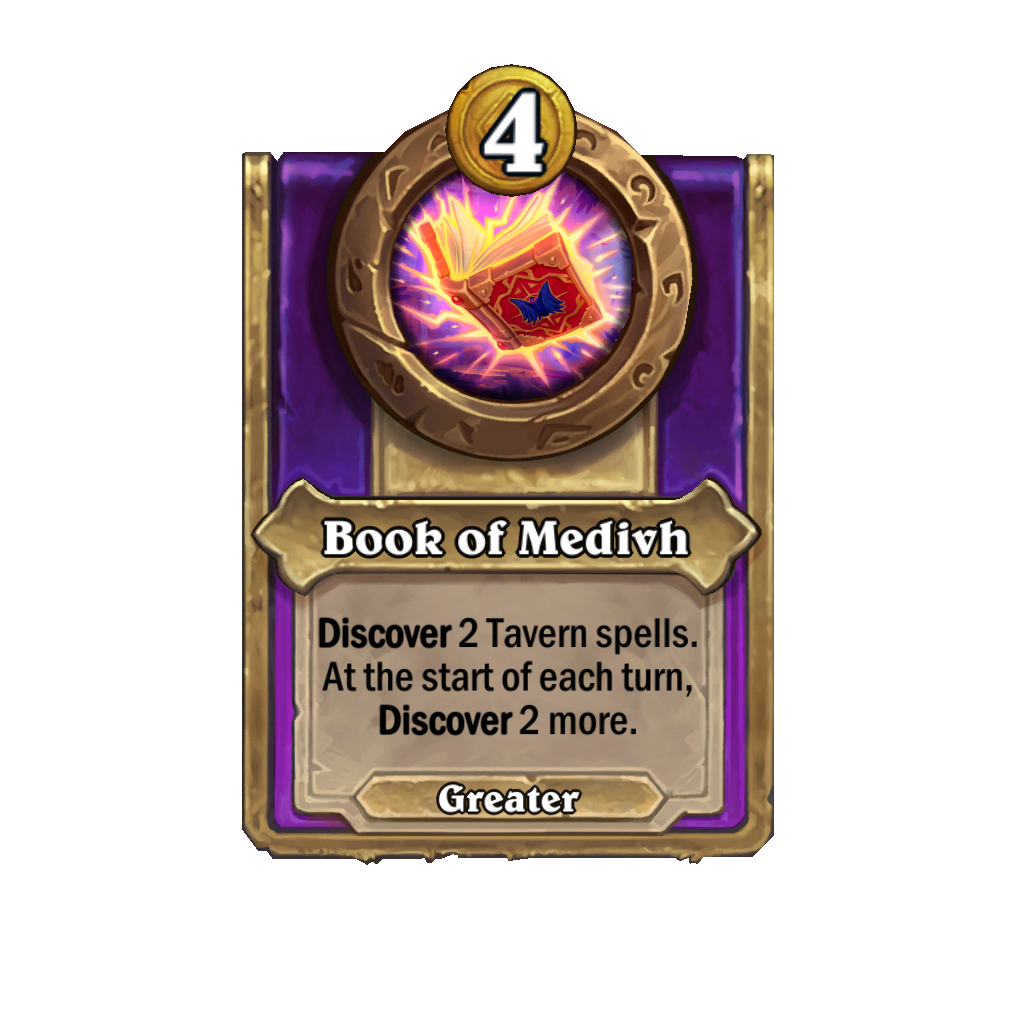 4
Book of Medivh
Discover 2 Tavern spells.
At the start of each turn,
Discover 2 more.
Greater